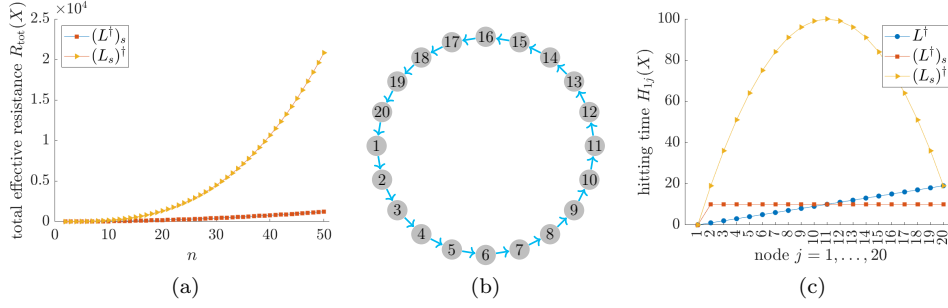 ×10⁴
total effective resistance R_tot(X)
2.5
2
1.5
1
0.5
0
0 10 20 30 40 50
n
(L†)ₛ
(Lₛ)†
(a)
16
17 15
18 14
19 13
20 12
1 11
2 10
3 9
4 8
5 7
6
(b)
hitting time H₁ⱼ(X)
100
80
60
40
20
0
1 2 3 4 5 6 7 8 9 10 11 12 13 14 15 16 17 18 19 20
node j = 1, . . . , 20
L†
(L†)ₛ
(Lₛ)†
(c)